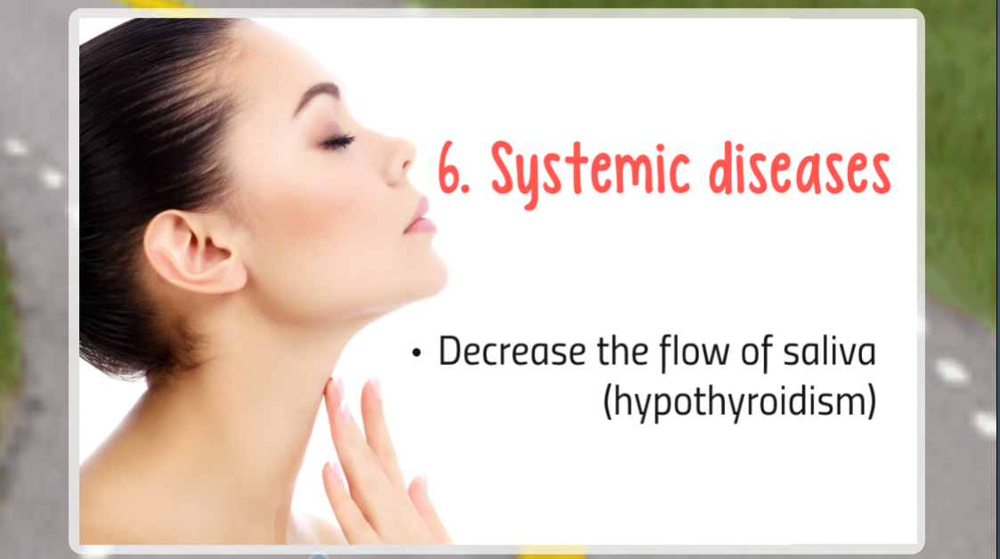 6. Systemic diseases
• Decrease the flow of saliva
(hypothyroidism)